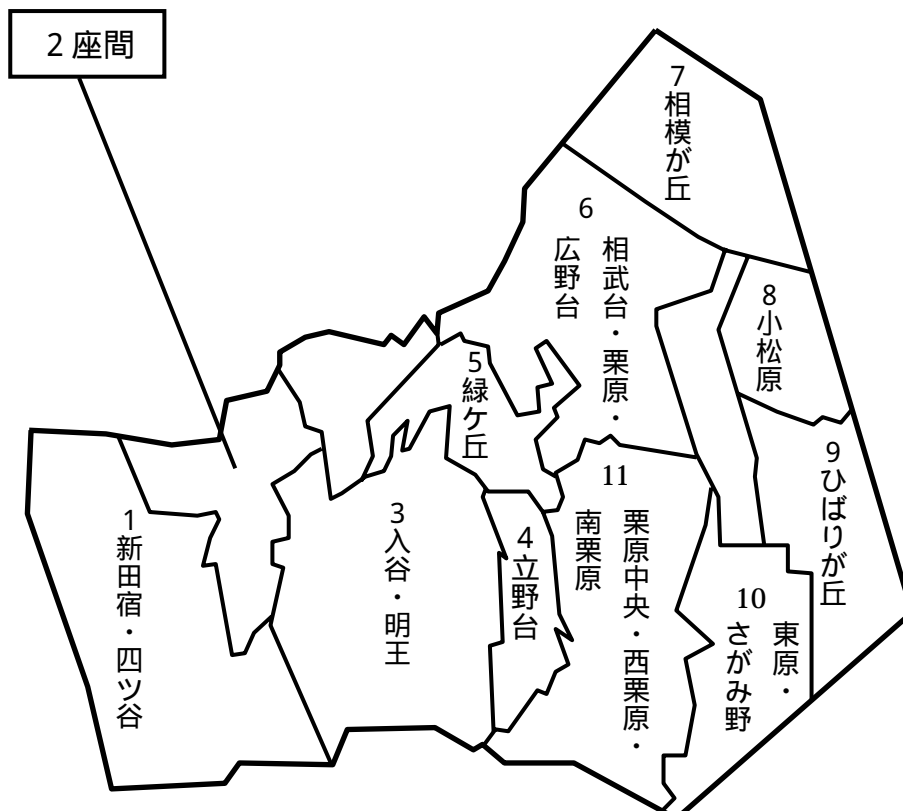 2 座間
7 相模が丘
6
相武台・栗原・
広野台
8 小松原
5 緑ケ丘
9 ひばりが丘
11
栗原中央・西栗原・
南栗原
3 入谷・明王
1 新田宿・四ツ谷
4 立野台
10
東原・
さがみ野